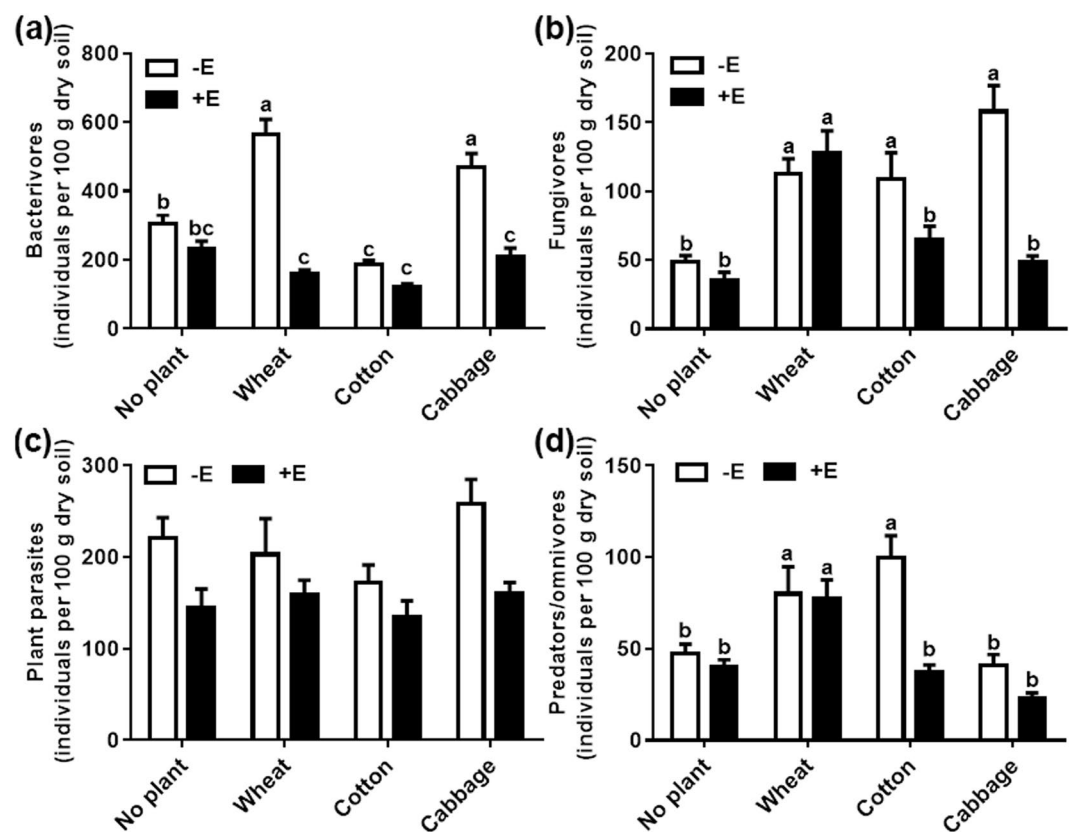 (a)
Bacterivores
(individuals per 100 g dry soil)
800
600
400
200
0
-E
+E
b
bc
a
c
c
c
a
c
No plant
Wheat
Cotton
Cabbage
(b)
Fungivores
(individuals per 100 g dry soil)
200
150
100
50
0
-E
+E
b
b
a
a
a
b
a
b
No plant
Wheat
Cotton
Cabbage
(c)
Plant parasites
(individuals per 100 g dry soil)
300
200
100
0
-E
+E
No plant
Wheat
Cotton
Cabbage
(d)
Predators/omnivores
(individuals per 100 g dry soil)
150
100
50
0
-E
+E
b
b
a
a
a
b
b
b
No plant
Wheat
Cotton
Cabbage